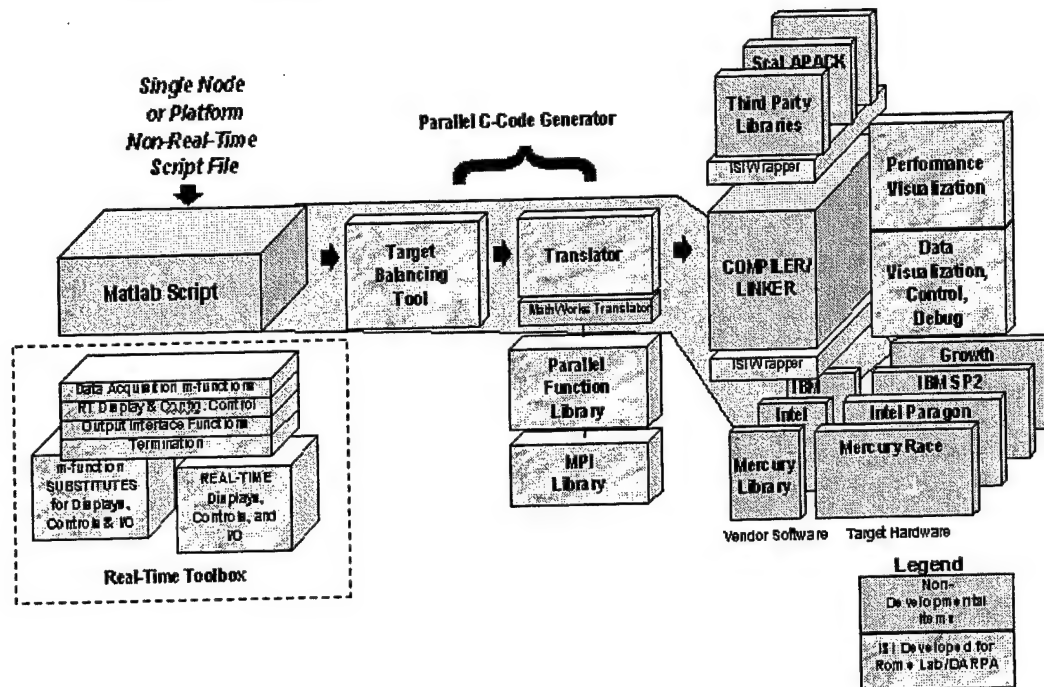 Single Node
or Platform
Non-Real-Time
Script File
Parallel C-Code Generator
ScaLAPACK
Third Party
Libraries
ISI Wrapper
Performance
Visualization
Matlab Script
Target
Balancing
Tool
Translator
MathWorks Translator
COMPILER/
LINKER
Data
Visualization,
Control,
Debug
ISI Wrapper
Parallel
Function
Library
MPI
Library
Growth
IBM
IBM SP2
Intel
Intel Paragon
Mercury
Library
Mercury Race
Vendor Software
Target Hardware
Data Acquisition m-functions
RT Display & Config. Control
Output Interface Functions
Termination
m-function
SUBSTITUTES
for Displays,
Controls & I/O
REAL-TIME
Displays,
Controls, and
I/O
Real-Time Toolbox
Legend
Non-
Developmental
Items
ISI Developed for
Rome Lab/DARPA